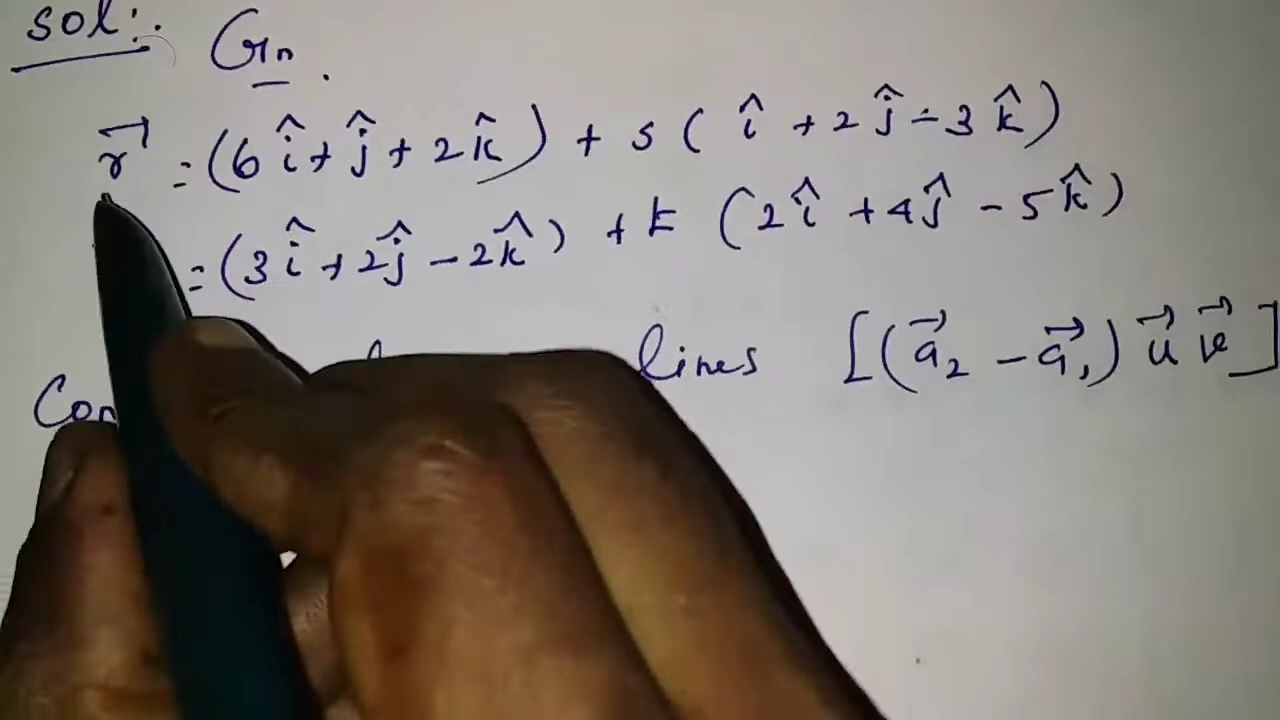 Sol:.
Gn.
r⃗ = (6î + ĵ + 2k̂) + s(î + 2ĵ - 3k̂)
= (3î + 2ĵ - 2k̂) + k(2î + 4ĵ - 5k̂)
lines [(a⃗₂ - a⃗₁) u⃗ v⃗]